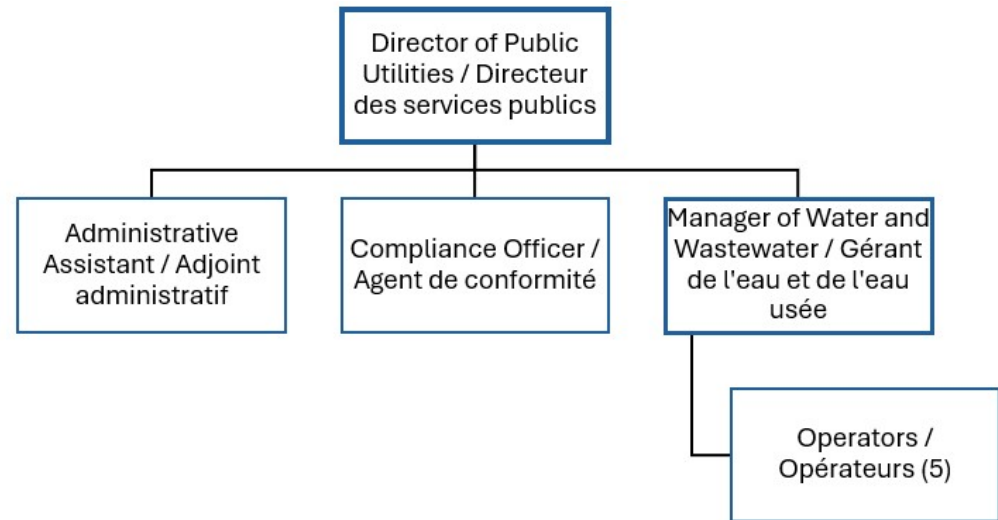 Director of Public
Utilities / Directeur
des services publics
Administrative
Assistant / Adjoint
administratif
Compliance Officer /
Agent de conformité
Manager of Water and
Wastewater / Gérant
de l'eau et de l'eau
usée
Operators /
Opérateurs (5)